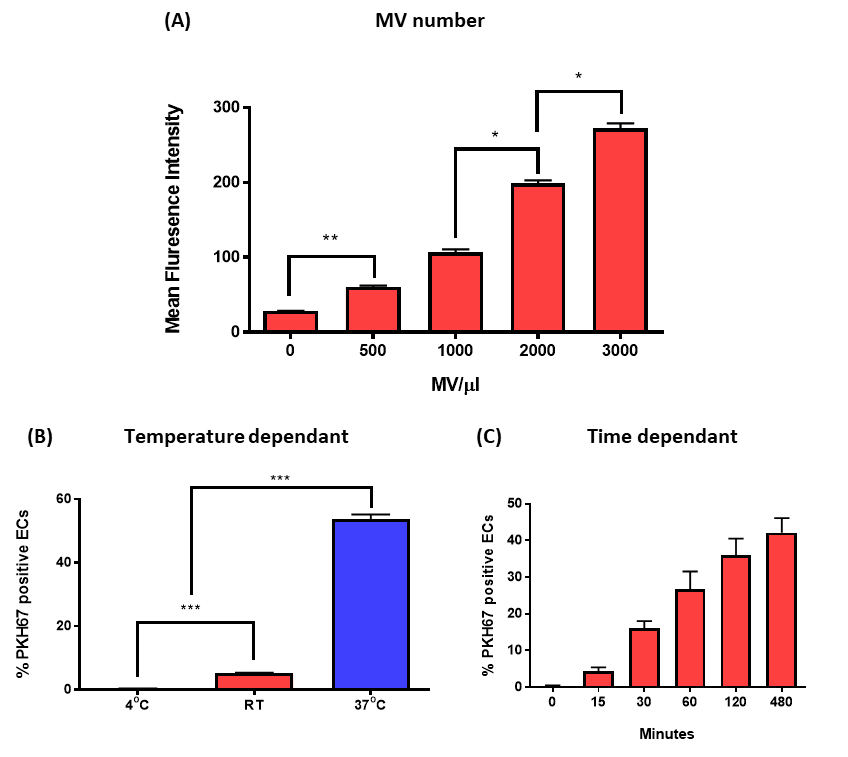 (A) MV number
Mean Fluresence Intensity
300
200
100
0
**
*
*
0 500 1000 2000 3000
MV/µl
(B) Temperature dependant
% PKH67 positive ECs
60
40
20
0
***
***
4°C RT 37°C
(C) Time dependant
% PKH67 positive ECs
50
40
30
20
10
0
0 15 30 60 120 480
Minutes